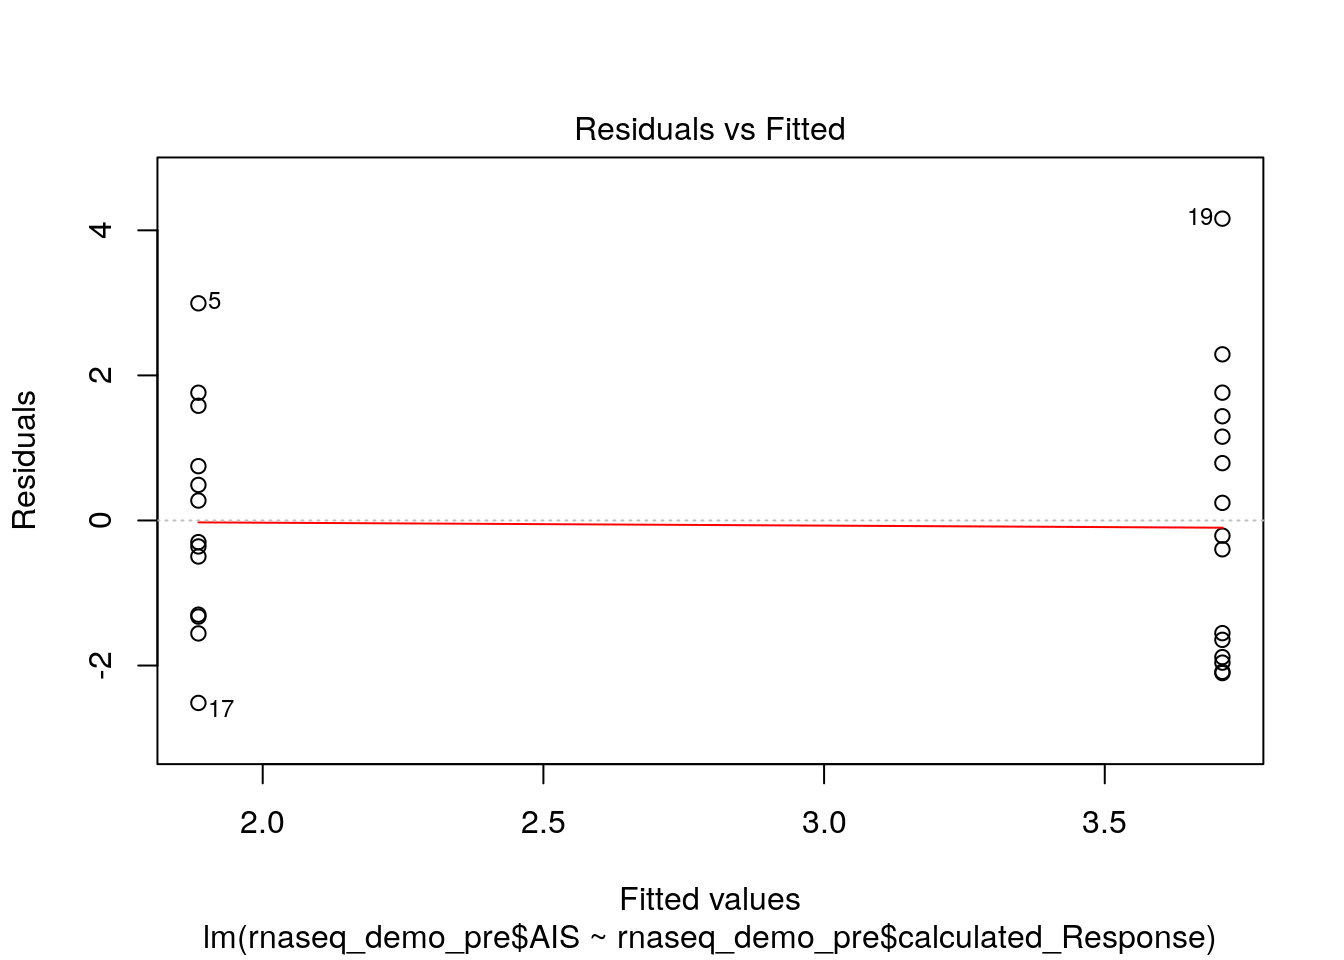 Residuals vs Fitted
4
2
0
-2
Residuals
19
5
17
2.0 2.5 3.0 3.5
Fitted values
lm(rnaseq_demo_pre$AIS ~ rnaseq_demo_pre$calculated_Response)